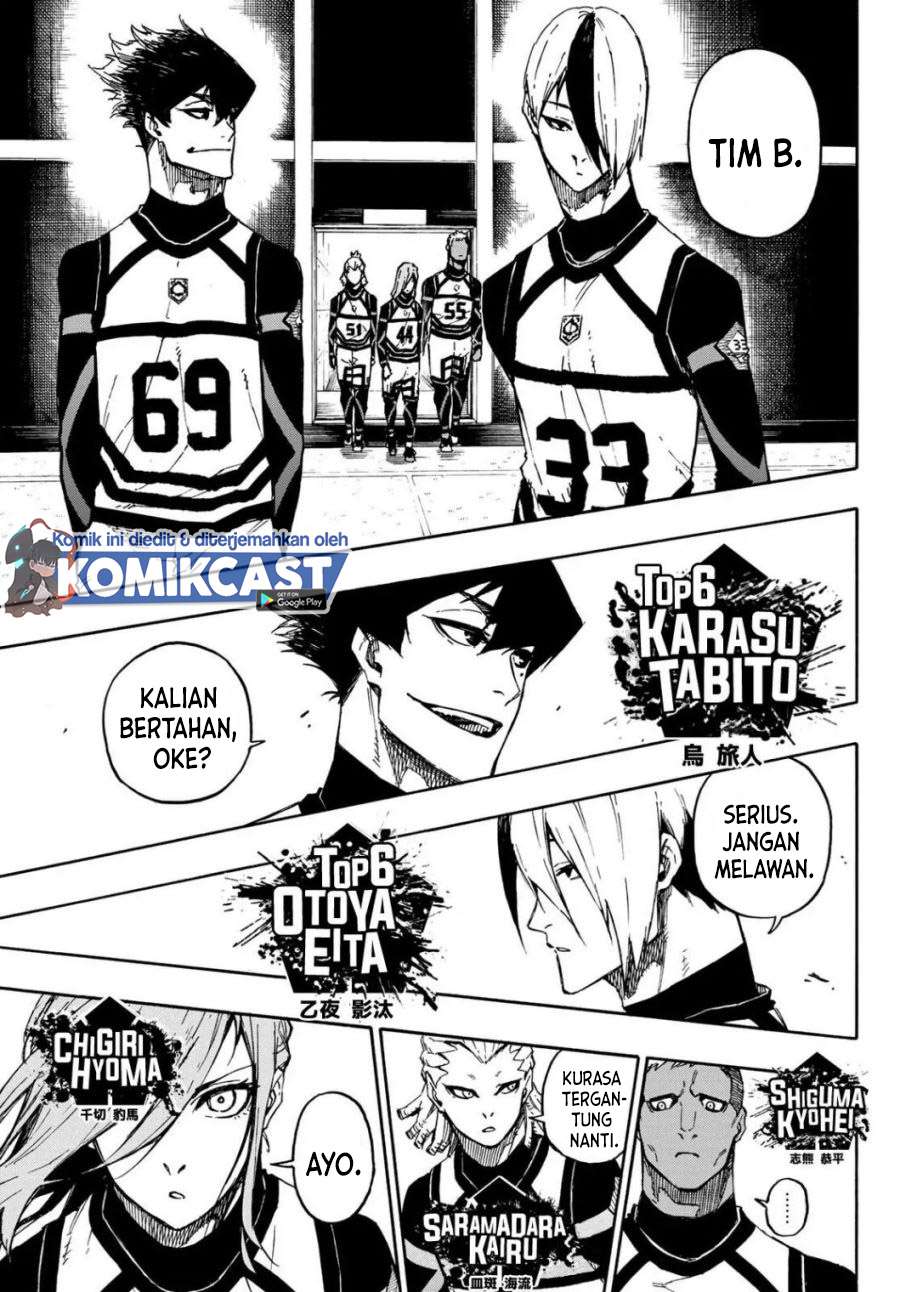 TIM B.
51
44
55
33
69
33
Komik ini diedit & diterjemahkan oleh
KOMIKCAST
GET IT ON
Google Play
TOP6
KARASU
TABITO
烏 旅人
KALIAN
BERTAHAN,
OKE?
SERIUS.
JANGAN
MELAWAN.
TOP6
OTOYA
EITA
乙夜 影汰
CHIGIRI
HYOMA
千切 豹馬
AYO.
KURASA
TERGAN-
TUNG
NANTI.
SARAMADARA
KAIRU
皿斑 海流
SHIGUMA
KYOHEI
志熊 恭平
......